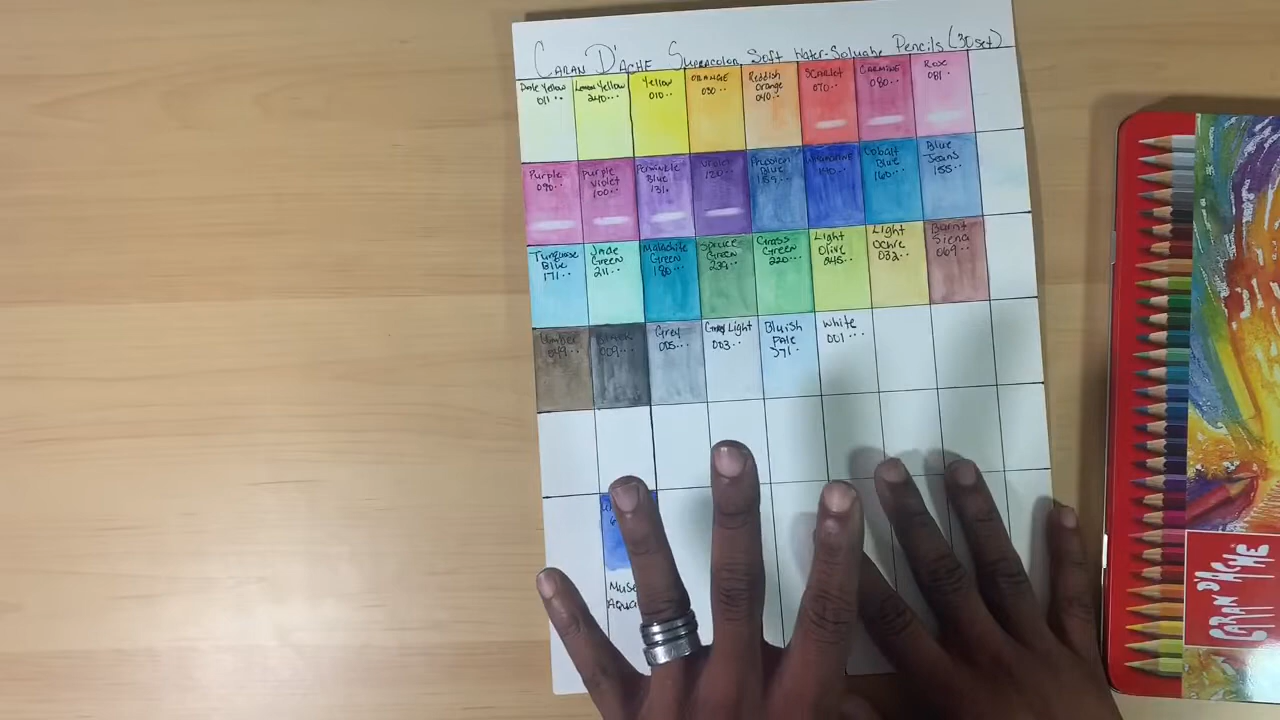 CARAN D'ACHE SUPRACOLOR Soft Water-Soluable Pencils (30 set)
Pale Yellow 011** Lemon Yellow 240*** Yellow 010** ORANGE 030** Reddish Orange 040** SCARLET 070** CARMINE 080** Rose 081*
Purple 090** Purple Violet 100** Periwinkle Blue 131* Violet 120** Prussian Blue 159** 140** Cobalt Blue 160** Blue Jeans 155**
Turquoise Blue 171** Jade Green 211** Malachite Green 180** Spruce Green 239** Grass Green 220*** Light Olive 245** Light Ochre 032** Burnt Siena 069**
Umber 049** Black 009*** Grey 005*** Grey Light 003** Bluish Pale 371* White 001**
CARAN D'ACHE